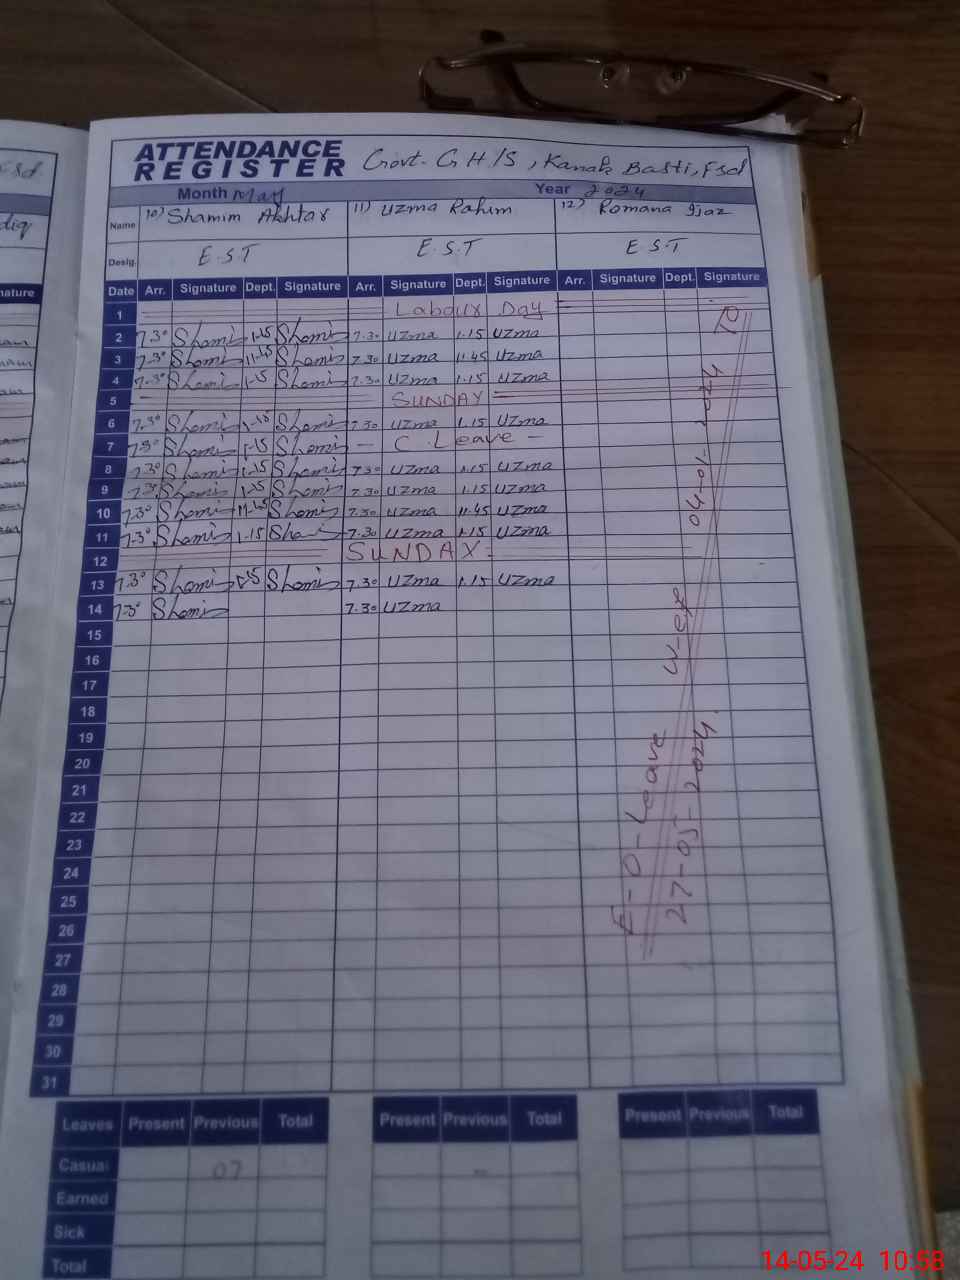 ATTENDANCE REGISTER Govt. G H/S, Kanak Basti, Fsd
Month May Year 2024
Name 10) Shamim Akhtar 11) Uzma Rahim 12) Romana Ijaz
Desig. E.S.T E.S.T E.S.T
Date Arr. Signature Dept. Signature Arr. Signature Dept. Signature Arr. Signature Dept. Signature
1 Labour Day
2 7.30 Shamim 1-15 Shamim 7.30 Uzma 1.15 Uzma
3 7-30 Shamim 11-45 Shamim 7.30 Uzma 11.45 Uzma
4 7-30 Shamim 1-15 Shamim 7.30 Uzma 1.15 Uzma
5 SUNDAY
6 7-30 Shamim Shamim 7.30 Uzma 1.15 Uzma
7 7.30 Shamim 1-15 Shamim - C. Leave -
8 7.30 Shamim 1.15 Shamim 7.30 Uzma 1.15 Uzma
9 7.30 Shamim 1-15 Shamim 7.30 Uzma 1.15 Uzma
10 7.30 Shamim 11-45 Shamim 7.30 Uzma 11.45 Uzma
11 7-30 Shamim 1-15 Shamim 7.30 Uzma 1.15 Uzma
12 SUNDAY
13 7.30 Shamim 1-15 Shamim 7.30 Uzma 1.15 Uzma
14 7-30 Shamim 7.30 Uzma
15
16
17
18
19
20
21
22
23
24
25
26
27
28
29
30
31
E-O-Leave w-ef 04-01-2024 To
27-05-2024.
Leaves Present Previous Total Present Previous Total Present Previous Total
Casual 07 -
Earned
Sick
Total
14-05-24 10:58